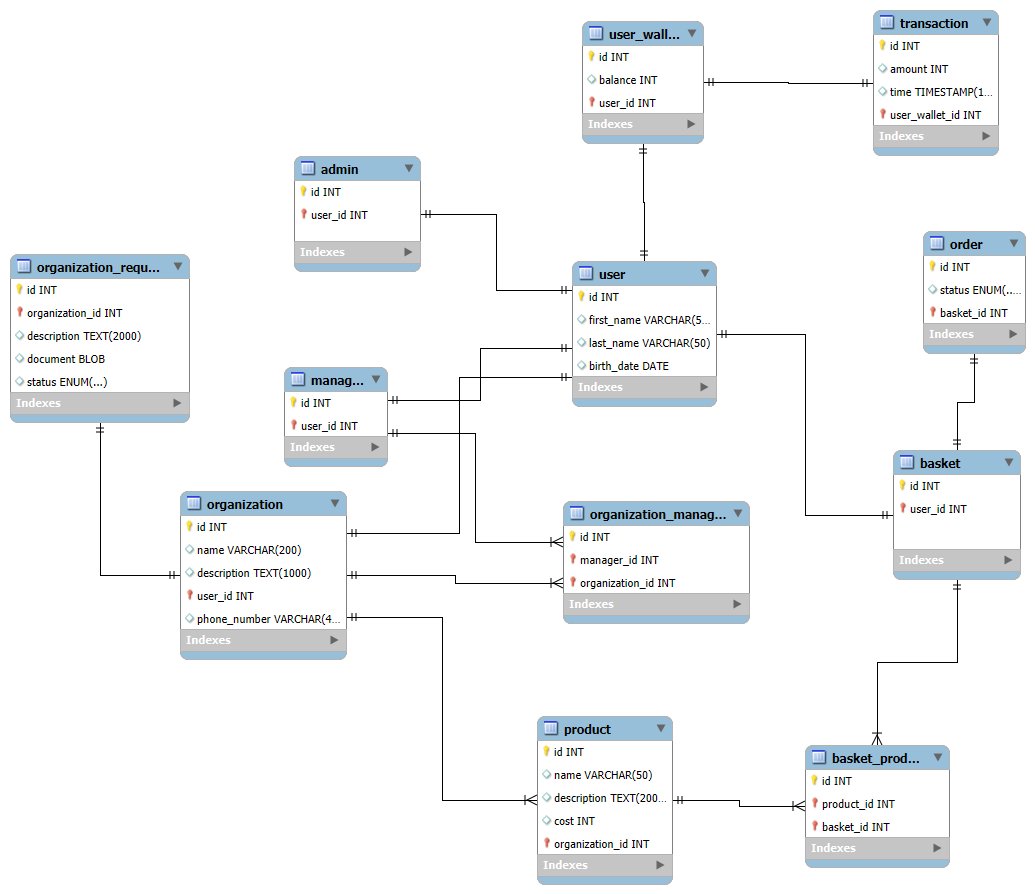 user_wall...
id INT
balance INT
user_id INT
Indexes
transaction
id INT
amount INT
time TIMESTAMP(1...
user_wallet_id INT
Indexes
admin
id INT
user_id INT
Indexes
organization_requ...
id INT
organization_id INT
description TEXT(2000)
document BLOB
status ENUM(...)
Indexes
user
id INT
first_name VARCHAR(5...
last_name VARCHAR(50)
birth_date DATE
Indexes
order
id INT
status ENUM(...
basket_id INT
Indexes
manag...
id INT
user_id INT
Indexes
basket
id INT
user_id INT
Indexes
organization
id INT
name VARCHAR(200)
description TEXT(1000)
user_id INT
phone_number VARCHAR(4...
Indexes
organization_manag...
id INT
manager_id INT
organization_id INT
Indexes
product
id INT
name VARCHAR(50)
description TEXT(200...
cost INT
organization_id INT
Indexes
basket_prod...
id INT
product_id INT
basket_id INT
Indexes